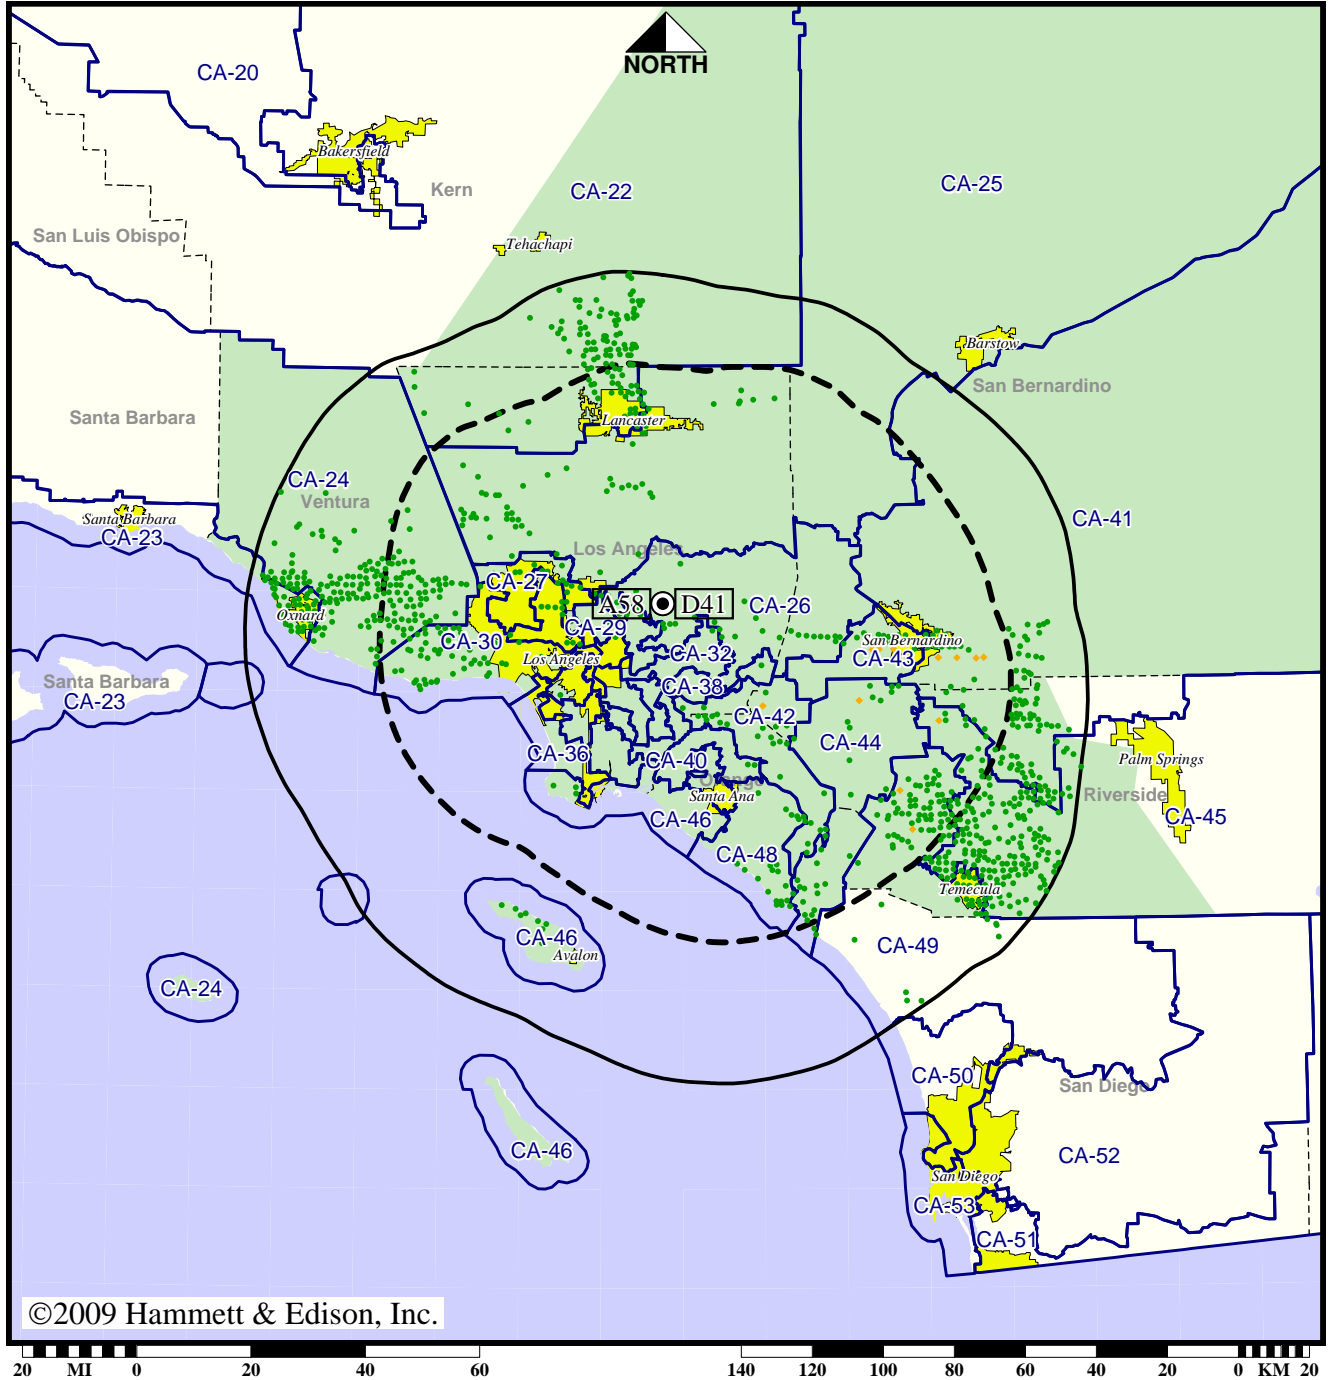 NORTH
CA-20
Bakersfield
Kern
CA-22
CA-25
San Luis Obispo
Tehachapi
Barstow
San Bernardino
Santa Barbara
Lancaster
CA-24
Ventura
Santa Barbara
CA-23
CA-41
Los Angeles
CA-27
A58
D41
CA-26
Oxnard
CA-30
CA-29
San Bernardino
Los Angeles
CA-32
CA-43
Santa Barbara
CA-23
CA-38
CA-42
CA-44
CA-36
CA-40
Palm Springs
Orange
Santa Ana
Riverside
CA-45
CA-46
CA-48
Temecula
CA-46
Avalon
CA-49
CA-24
CA-50
San Diego
CA-46
CA-52
San Diego
CA-53
CA-51
©2009 Hammett & Edison, Inc.
20 MI 0 20 40 60 140 120 100 80 60 40 20 0 KM 20